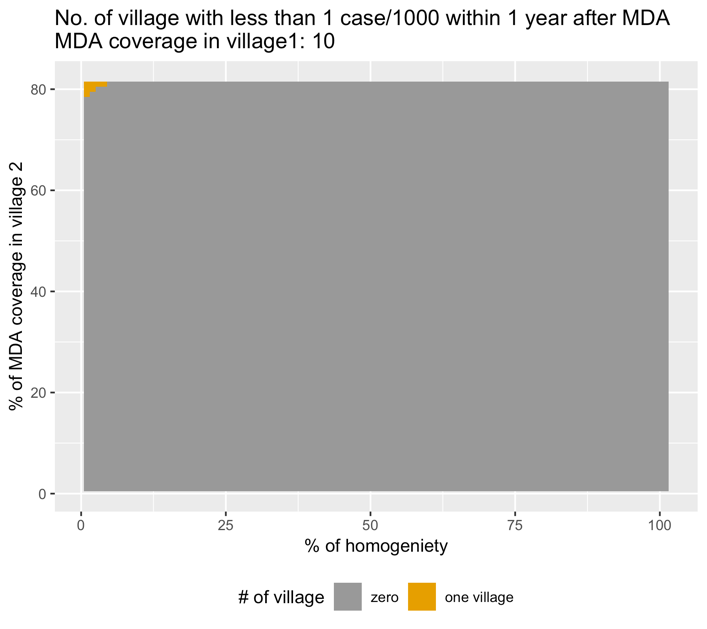 No. of village with less than 1 case/1000 within 1 year after MDA
MDA coverage in village1: 10
% of MDA coverage in village 2
80
60
40
20
0
0 25 50 75 100
% of homogeniety
# of village zero one village